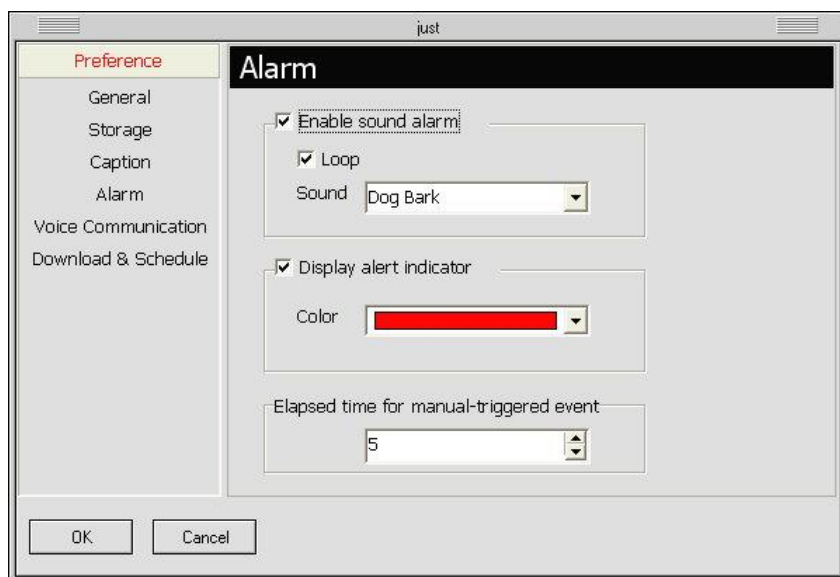 just
Preference
General
Storage
Caption
Alarm
Voice Communication
Download & Schedule
Alarm
Enable sound alarm
Loop
Sound Dog Bark
Display alert indicator
Color
Elapsed time for manual-triggered event
5
OK Cancel